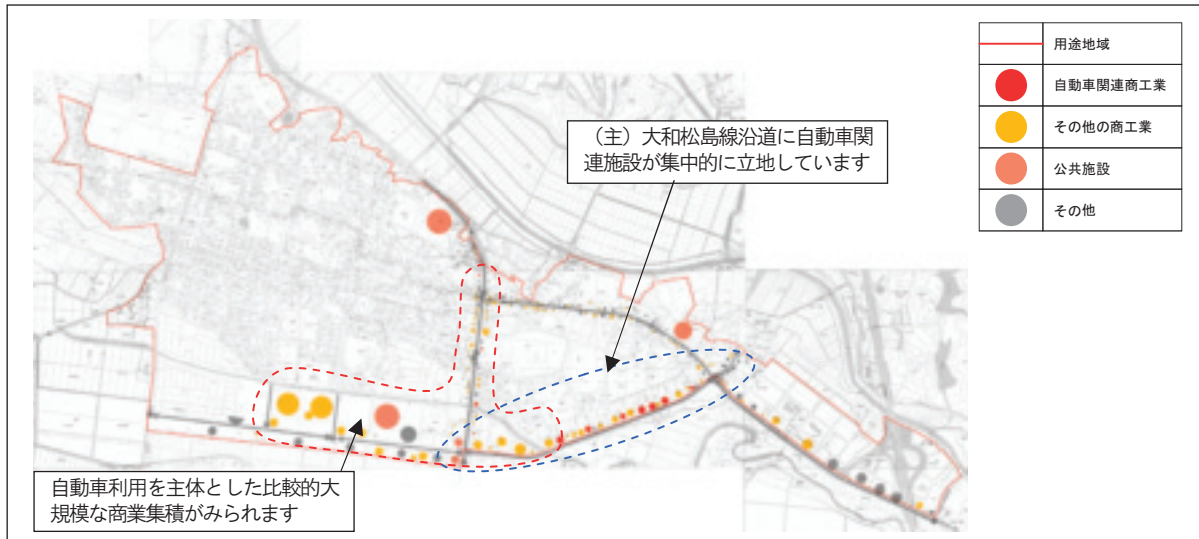 用途地域
自動車関連商工業
その他の商工業
公共施設
その他
（主）大和松島線沿道に自動車関
連施設が集中的に立地しています
自動車利用を主体とした比較的大
規模な商業集積がみられます